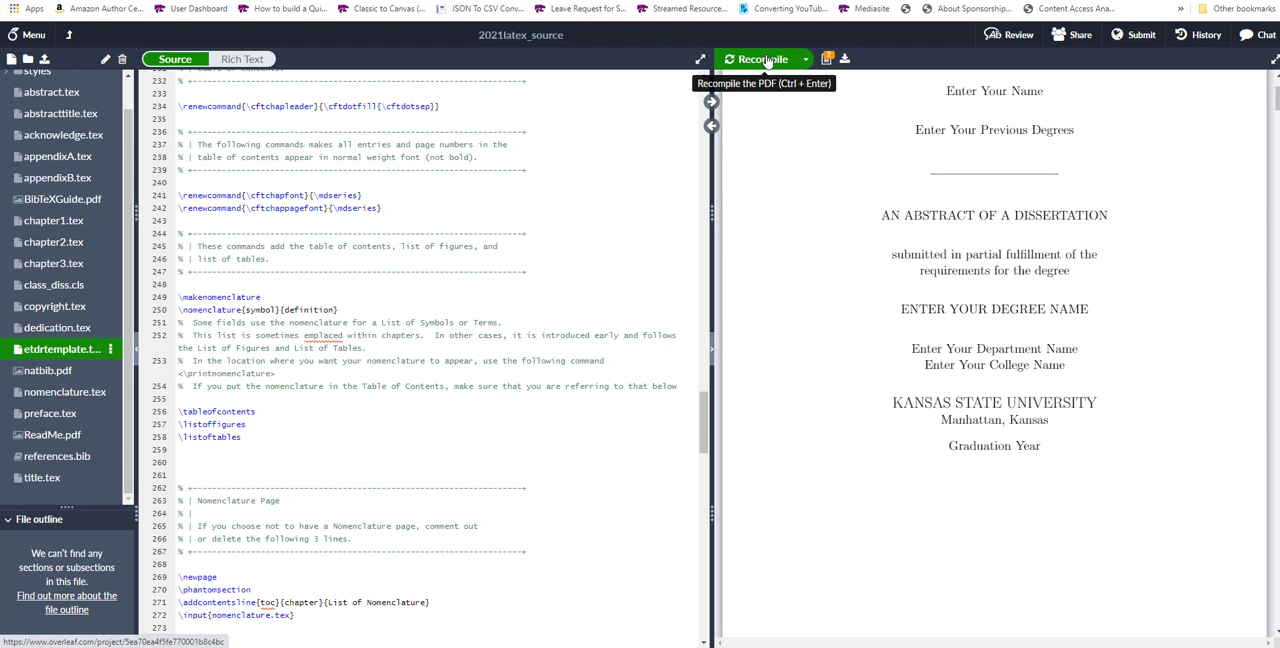 Apps
Amazon Author Ce...
User Dashboard
How to build a Qui...
Classic to Canvas (...
JSON To CSV Conv...
Leave Request for S...
Streamed Resource...
Converting YouTub...
Mediasite
About Sponsorship...
Content Access Ana...
»
Other bookmarks
Menu
2021latex_source
Review
Share
Submit
History
Chat
Source
Rich Text
Recompile
Recompile the PDF (Ctrl + Enter)
styles
abstract.tex
abstracttitle.tex
acknowledge.tex
appendixA.tex
appendixB.tex
BibTeXGuide.pdf
chapter1.tex
chapter2.tex
chapter3.tex
class_diss.cls
copyright.tex
dedication.tex
etdrtemplate.t...
natbib.pdf
nomenclature.tex
preface.tex
ReadMe.pdf
references.bib
title.tex
File outline
We can't find any
sections or subsections
in this file.
Find out more about the
file outline
https://www.overleaf.com/project/5ea70ea4f5fe770001b8c4bc
232 % +-----------------------------------------------------------------+
233
234 \renewcommand{\cftchapleader}{\cftdotfill{\cftdotsep}}
235
236 % +-----------------------------------------------------------------+
237 % | The following commands makes all entries and page numbers in the
238 % | table of contents appear in normal weight font (not bold).
239 % +-----------------------------------------------------------------+
240
241 \renewcommand{\cftchapfont}{\mdseries}
242 \renewcommand{\cftchappagefont}{\mdseries}
243
244 % +-----------------------------------------------------------------+
245 % | These commands add the table of contents, list of figures, and
246 % | list of tables.
247 % +-----------------------------------------------------------------+
248
249 \makenomenclature
250 \nomenclature{symbol}{definition}
251 % Some fields use the nomenclature for a List of Symbols or Terms.
252 % This list is sometimes emplaced within chapters. In other cases, it is introduced early and follows
the List of Figures and List of Tables.
253 % In the location where you want your nomenclature to appear, use the following command
<\printnomenclature>
254 % If you put the nomenclature in the Table of Contents, make sure that you are referring to that below
255
256 \tableofcontents
257 \listoffigures
258 \listoftables
259
260
261
262 % +-----------------------------------------------------------------+
263 % | Nomenclature Page
264 % |
265 % | If you choose not to have a Nomenclature page, comment out
266 % | or delete the following 3 lines.
267 % +-----------------------------------------------------------------+
268
269 \newpage
270 \phantomsection
271 \addcontentsline{toc}{chapter}{List of Nomenclature}
272 \input{nomenclature.tex}
273
Enter Your Name
Enter Your Previous Degrees
AN ABSTRACT OF A DISSERTATION
submitted in partial fulfillment of the
requirements for the degree
ENTER YOUR DEGREE NAME
Enter Your Department Name
Enter Your College Name
KANSAS STATE UNIVERSITY
Manhattan, Kansas
Graduation Year